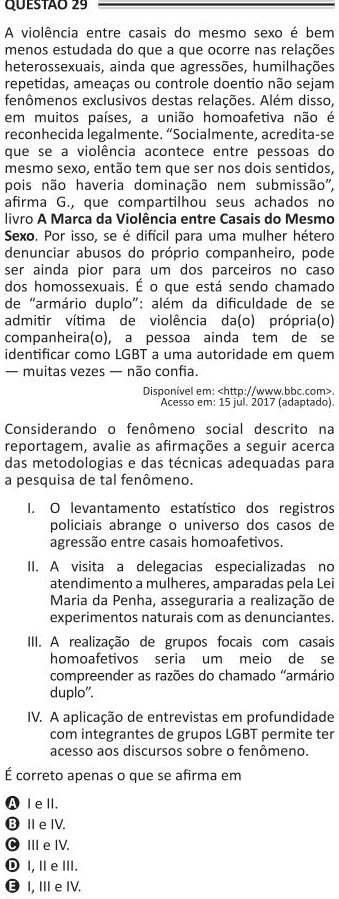 QUESTÃO 29
A violência entre casais do mesmo sexo é bem
menos estudada do que a que ocorre nas relações
heterossexuais, ainda que agressões, humilhações
repetidas, ameaças ou controle doentio não sejam
fenômenos exclusivos destas relações. Além disso,
em muitos países, a união homoafetiva não é
reconhecida legalmente. “Socialmente, acredita-se
que se a violência acontece entre pessoas do
mesmo sexo, então tem que ser nos dois sentidos,
pois não haveria dominação nem submissão”,
afirma G., que compartilhou seus achados no
livro A Marca da Violência entre Casais do Mesmo
Sexo. Por isso, se é difícil para uma mulher hétero
denunciar abusos do próprio companheiro, pode
ser ainda pior para um dos parceiros no caso
dos homossexuais. É o que está sendo chamado
de “armário duplo”: além da dificuldade de se
admitir vítima de violência da(o) própria(o)
companheira(o), a pessoa ainda tem de se
identificar como LGBT a uma autoridade em quem
— muitas vezes — não confia.
Disponível em: <http://www.bbc.com>.
Acesso em: 15 jul. 2017 (adaptado).
Considerando o fenômeno social descrito na
reportagem, avalie as afirmações a seguir acerca
das metodologias e das técnicas adequadas para
a pesquisa de tal fenômeno.
I. O levantamento estatístico dos registros
policiais abrange o universo dos casos de
agressão entre casais homoafetivos.
II. A visita a delegacias especializadas no
atendimento a mulheres, amparadas pela Lei
Maria da Penha, asseguraria a realização de
experimentos naturais com as denunciantes.
III. A realização de grupos focais com casais
homoafetivos seria um meio de se
compreender as razões do chamado “armário
duplo”.
IV. A aplicação de entrevistas em profundidade
com integrantes de grupos LGBT permite ter
acesso aos discursos sobre o fenômeno.
É correto apenas o que se afirma em
A I e II.
B II e IV.
C III e IV.
D I, II e III.
E I, III e IV.